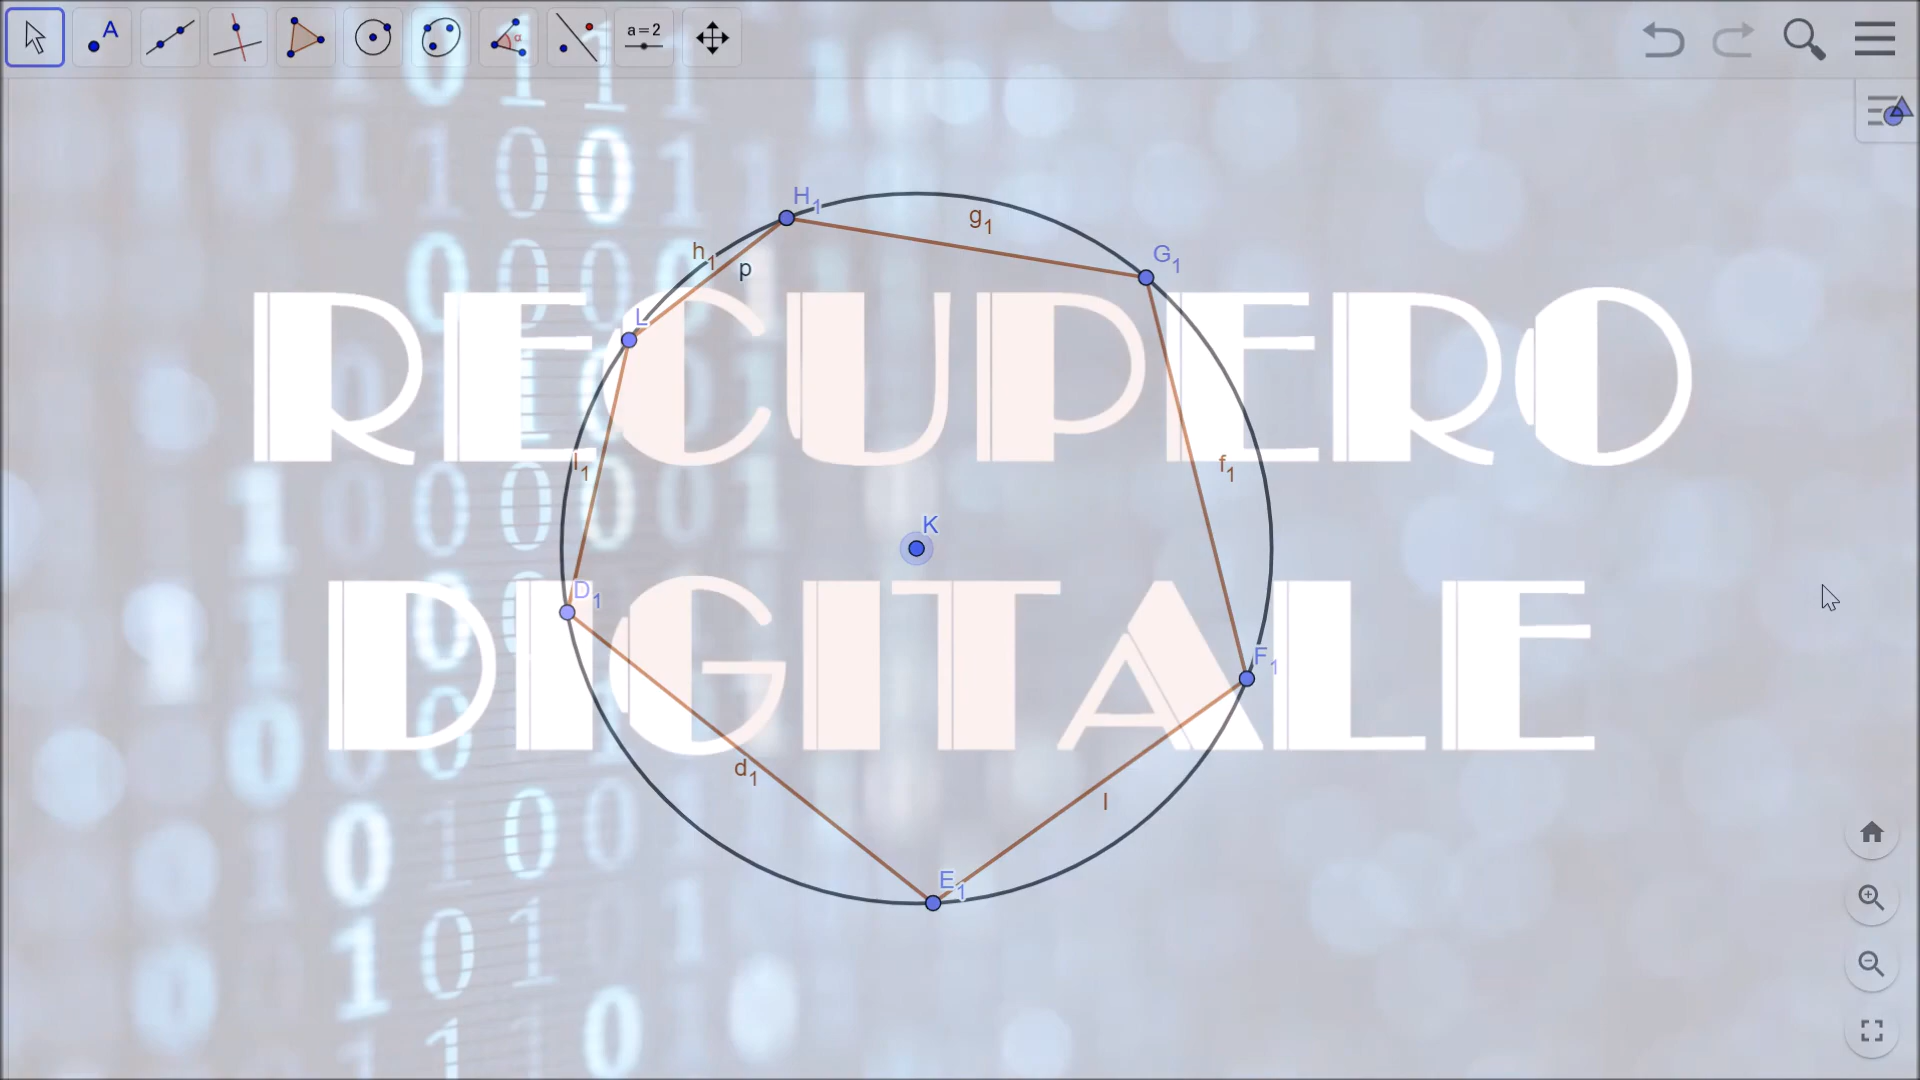 A
α
a=2
H₁
g₁
G₁
h₁
p
L
RECUPERO
l₁
f₁
K
D₁
DIGITALE
F₁
d₁
l
E₁